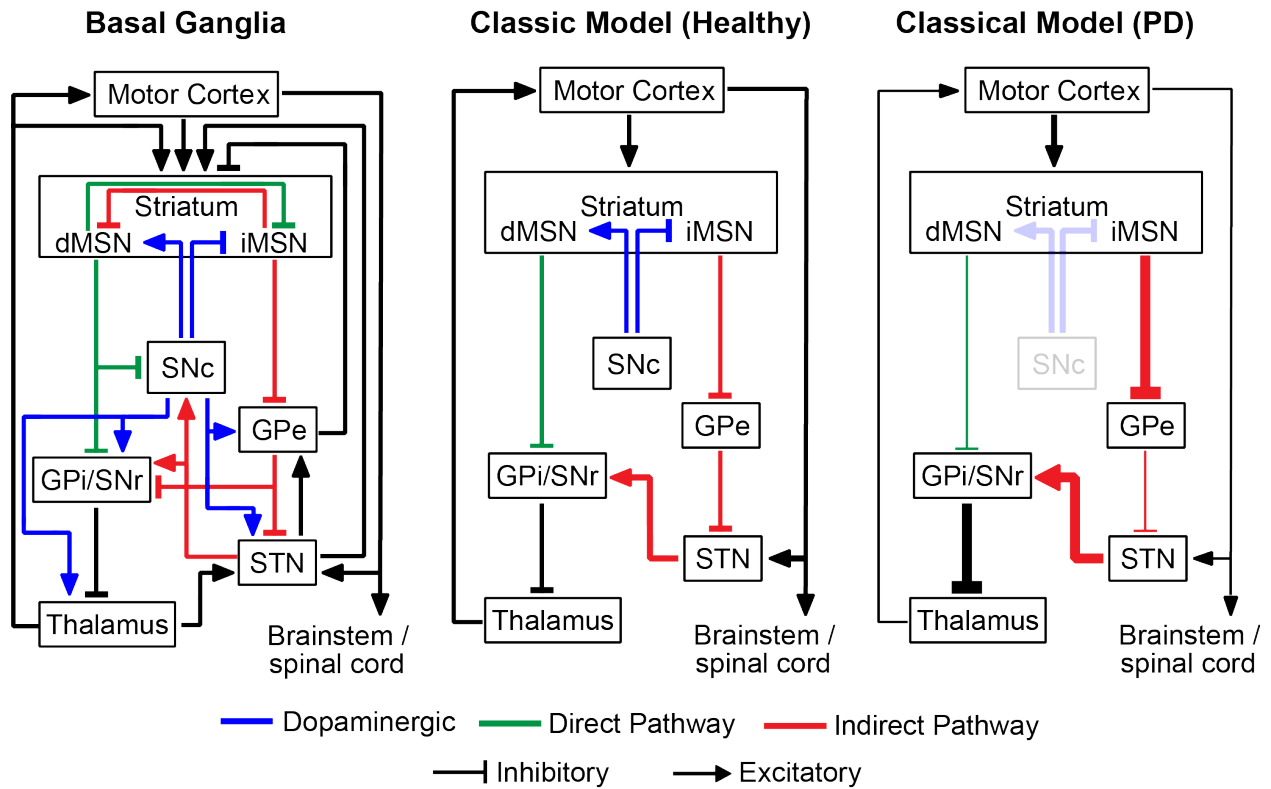 Basal Ganglia
Motor Cortex
Striatum
dMSN iMSN
SNc
GPe
GPi/SNr
STN
Thalamus
Brainstem /
spinal cord
Classic Model (Healthy)
Motor Cortex
Striatum
dMSN iMSN
SNc
GPe
GPi/SNr
STN
Thalamus
Brainstem /
spinal cord
Classical Model (PD)
Motor Cortex
Striatum
dMSN iMSN
SNc
GPe
GPi/SNr
STN
Thalamus
Brainstem /
spinal cord
Dopaminergic Direct Pathway Indirect Pathway
Inhibitory Excitatory